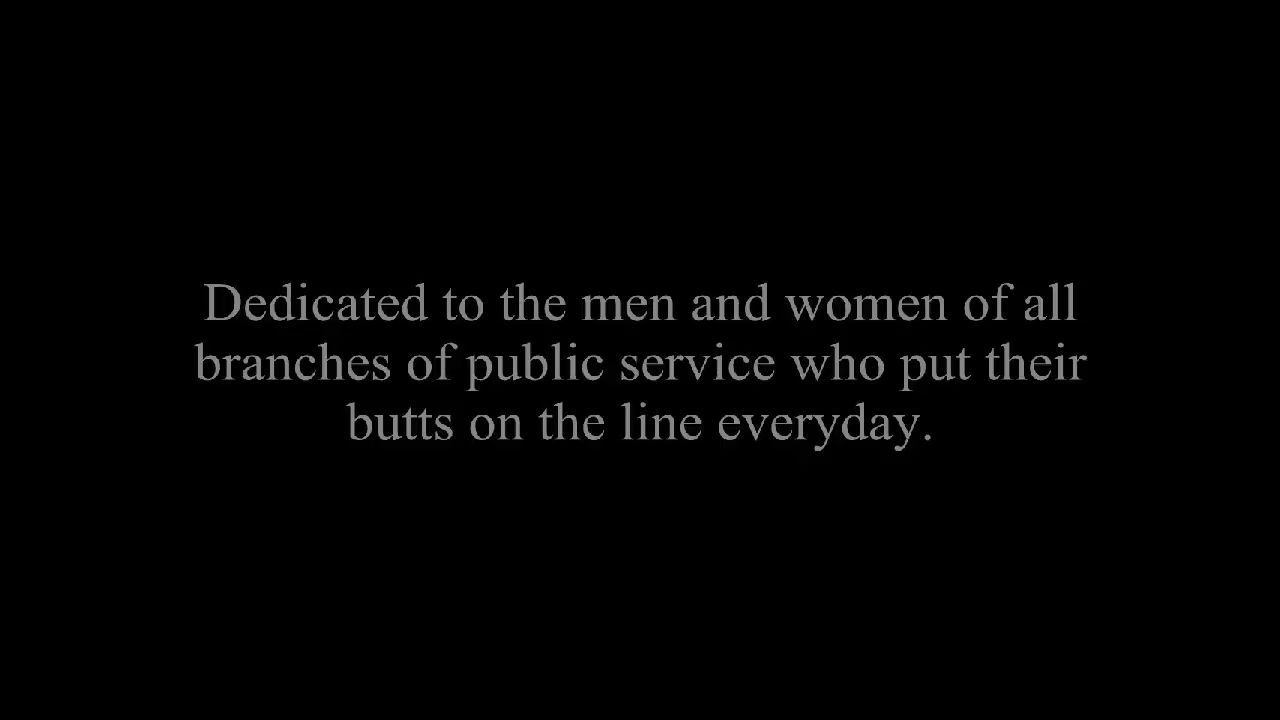 Dedicated to the men and women of all
branches of public service who put their
butts on the line everyday.